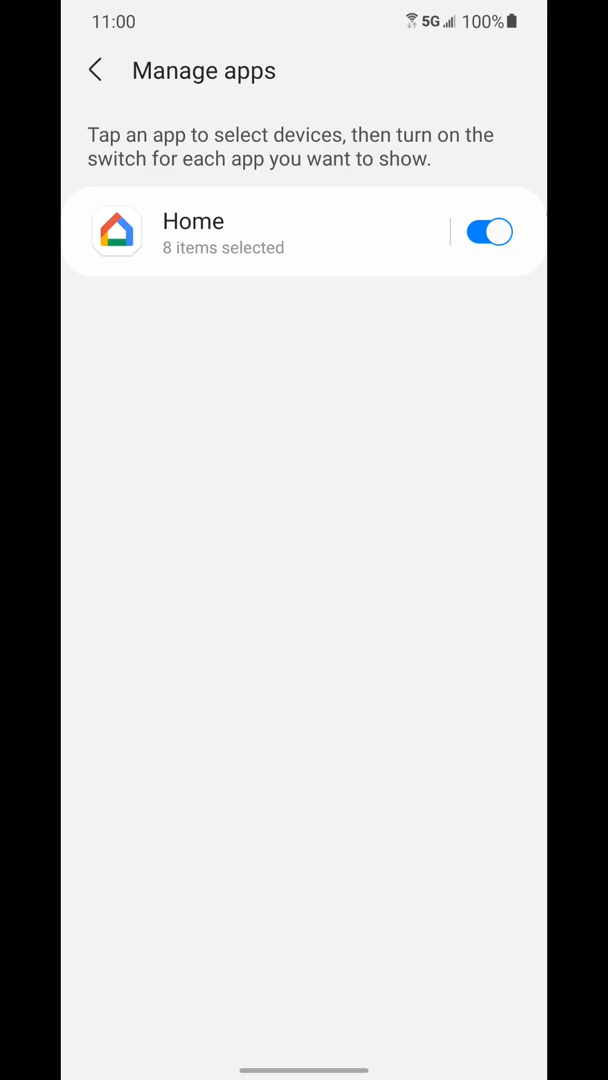 11:00 5G 100%
Manage apps
Tap an app to select devices, then turn on the
switch for each app you want to show.
Home
8 items selected